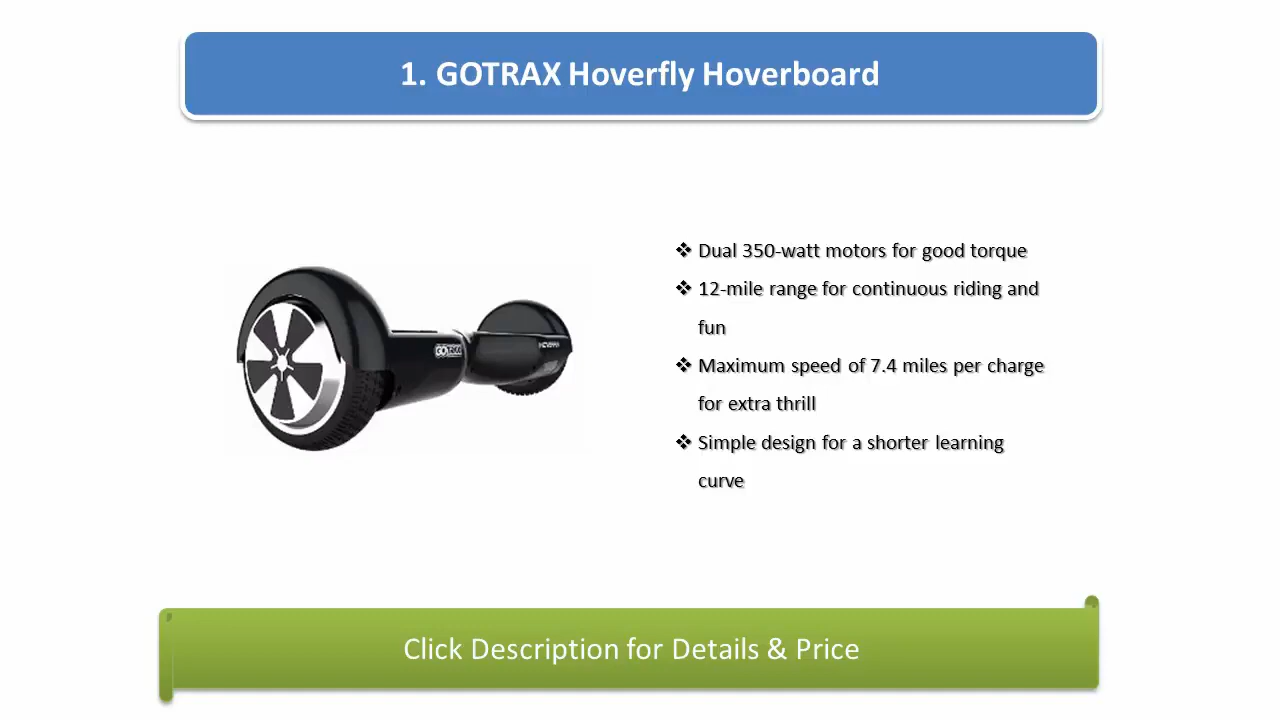 1. GOTRAX Hoverfly Hoverboard
❖ Dual 350-watt motors for good torque
❖ 12-mile range for continuous riding and
fun
❖ Maximum speed of 7.4 miles per charge
for extra thrill
❖ Simple design for a shorter learning
curve
GOTRAX
HOVERFLY
Click Description for Details & Price